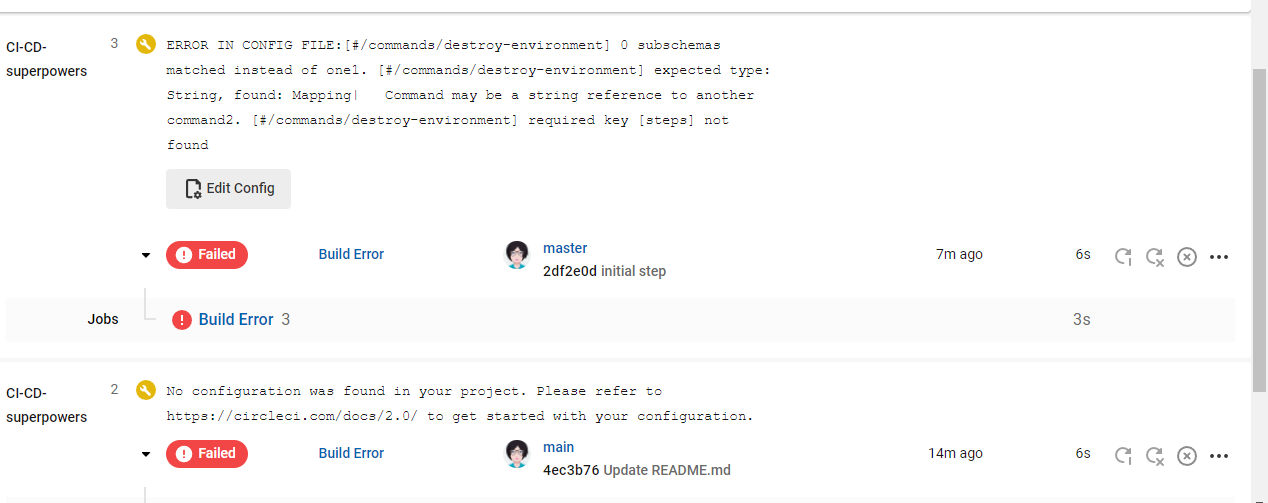 CI-CD-
superpowers
3
ERROR IN CONFIG FILE:[#/commands/destroy-environment] 0 subschemas
matched instead of one1. [#/commands/destroy-environment] expected type:
String, found: Mapping|   Command may be a string reference to another
command2. [#/commands/destroy-environment] required key [steps] not
found
Edit Config
Failed
Build Error
master
2df2e0d initial step
7m ago
6s
Jobs
Build Error 3
3s
CI-CD-
superpowers
2
No configuration was found in your project. Please refer to
https://circleci.com/docs/2.0/ to get started with your configuration.
Failed
Build Error
main
4ec3b76 Update README.md
14m ago
6s